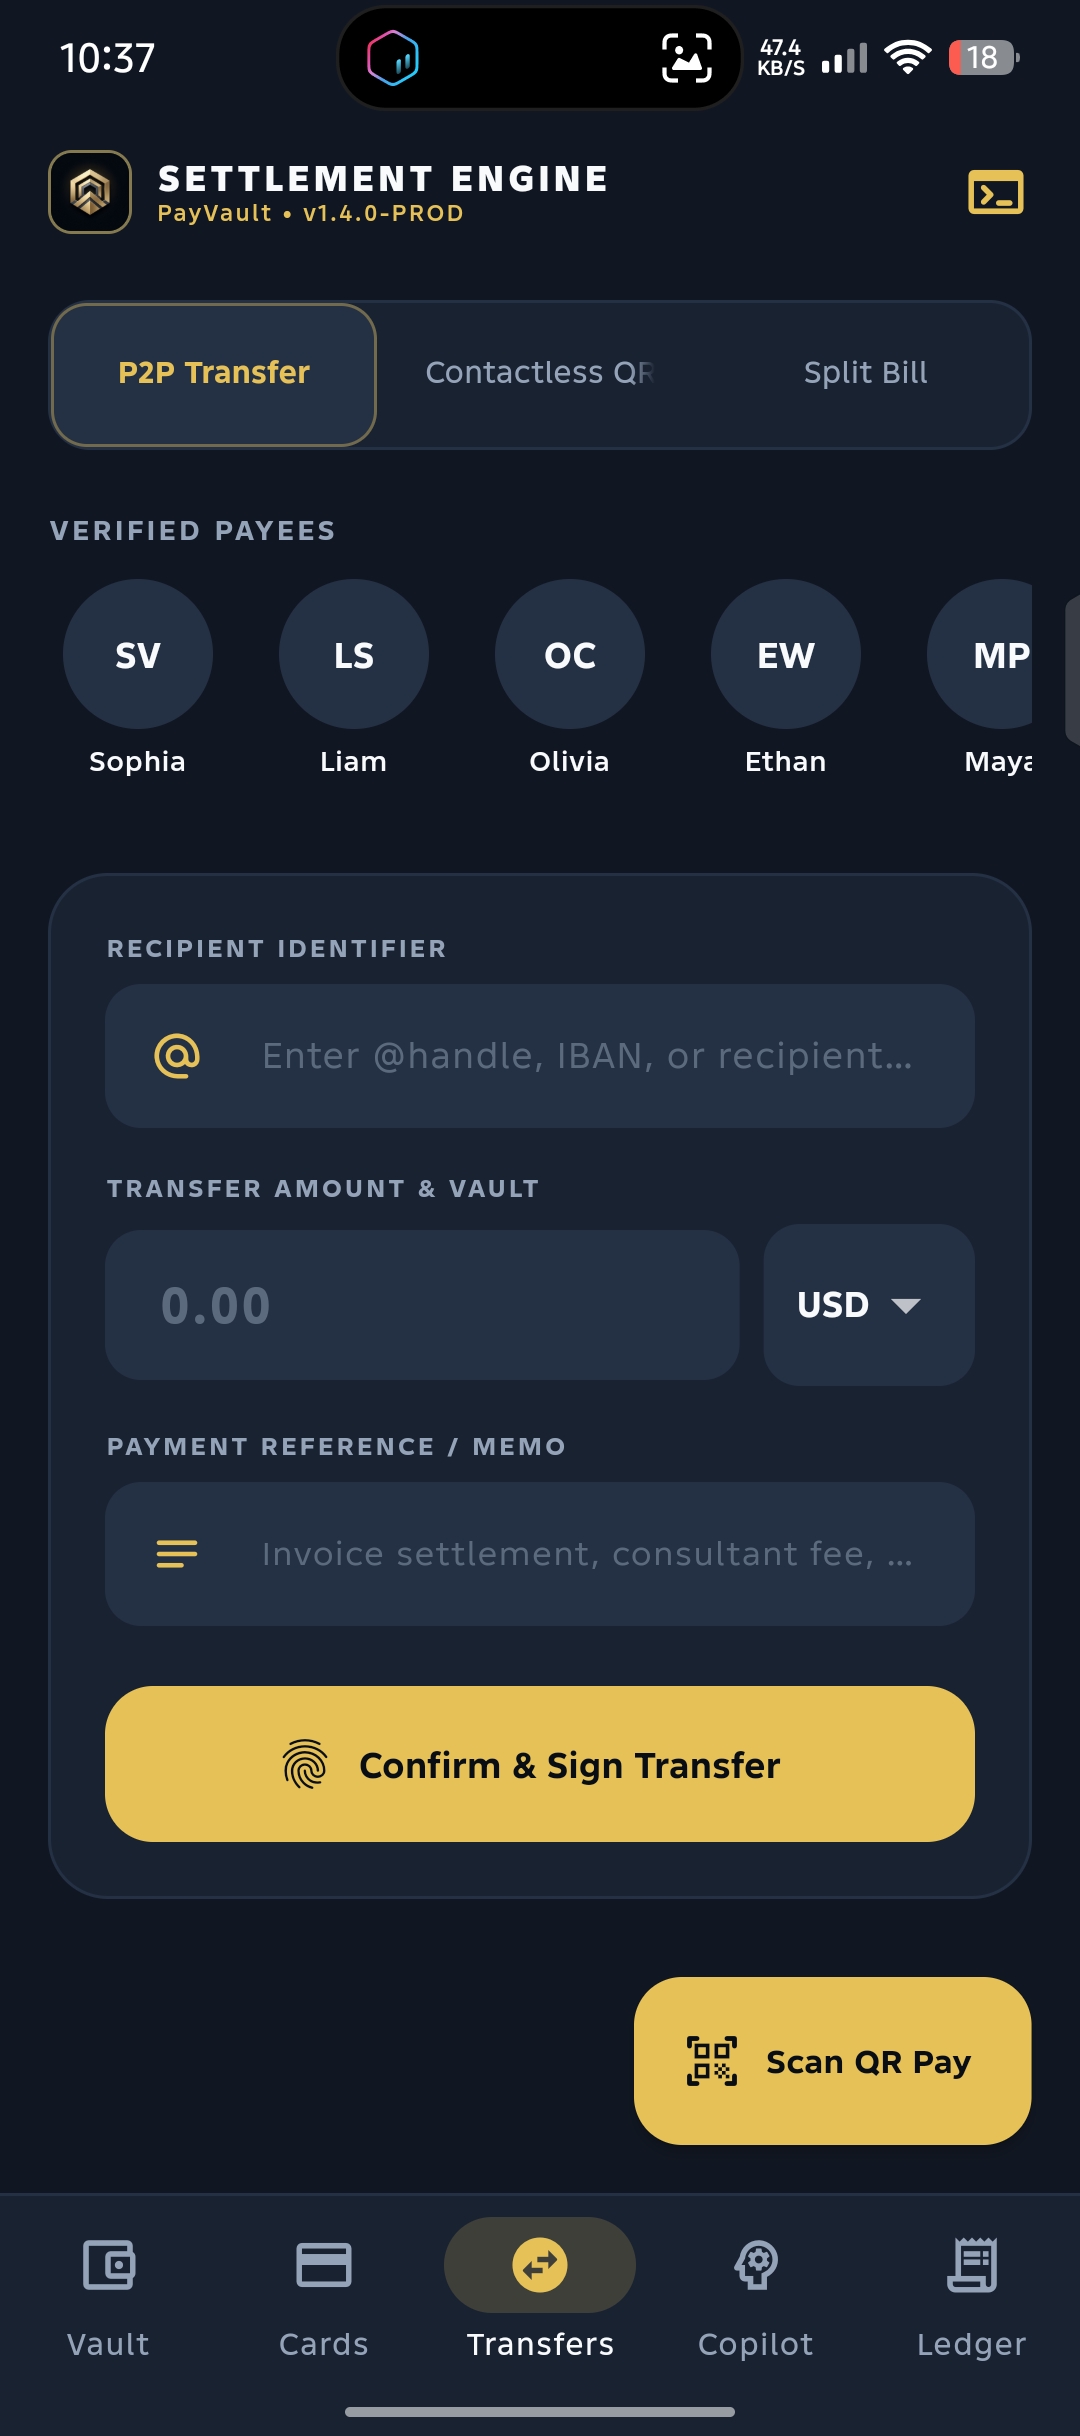 10:37
47.4
KB/S
18
SETTLEMENT ENGINE
PayVault • v1.4.0-PROD
P2P Transfer
Contactless QR
Split Bill
VERIFIED PAYEES
SV
LS
OC
EW
MP
Sophia
Liam
Olivia
Ethan
Maya
RECIPIENT IDENTIFIER
Enter @handle, IBAN, or recipient...
TRANSFER AMOUNT & VAULT
0.00
USD
PAYMENT REFERENCE / MEMO
Invoice settlement, consultant fee, ...
Confirm & Sign Transfer
Scan QR Pay
Vault
Cards
Transfers
Copilot
Ledger